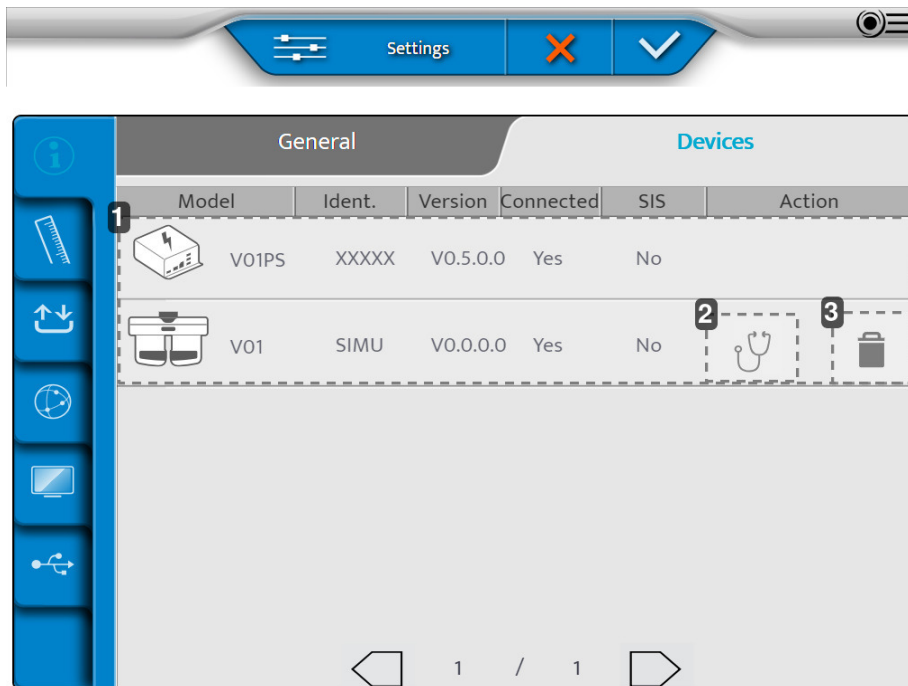 Settings
General Devices
Model Ident. Version Connected SIS Action
1
V01PS XXXXX V0.5.0.0 Yes No
2 3
V01 SIMU V0.0.0.0 Yes No
1 / 1